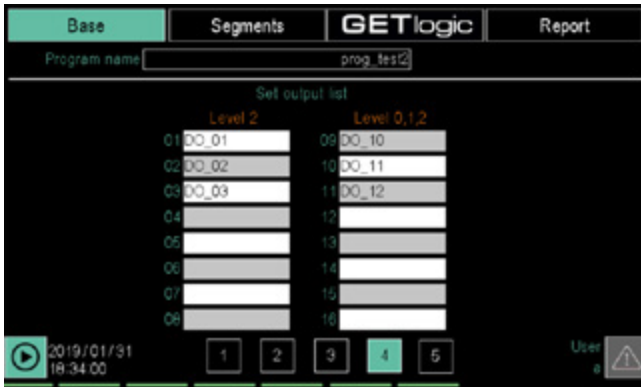 Base Segments GETlogic Report
Program name prog_test2
Set output list
Level 2 Level 0,1,2
01 DO_01 09 DO_10
02 DO_02 10 DO_11
03 DO_03 11 DO_12
04 12
05 13
06 14
07 15
08 16
2019/01/31
18:34:00
1 2 3 4 5
User
a